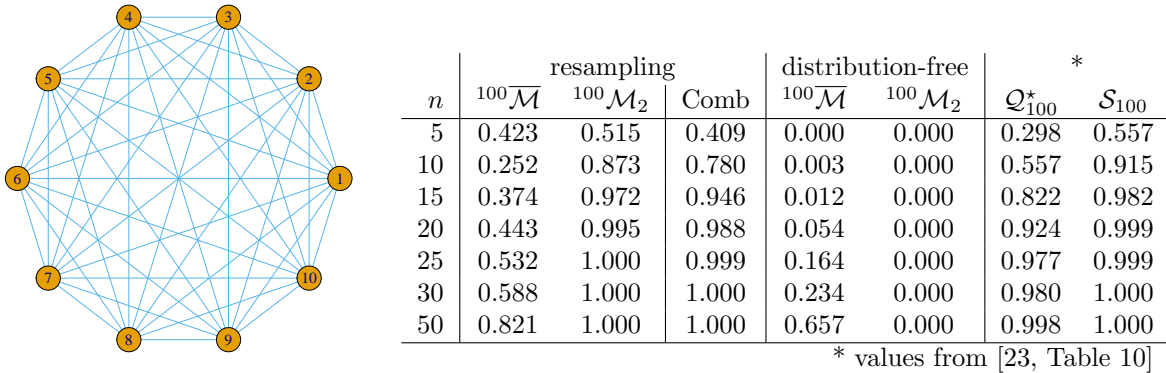 4 3
5 2
6 1
7 10
8 9
resampling distribution-free *
n ¹⁰⁰M̅ ¹⁰⁰M₂ Comb ¹⁰⁰M̅ ¹⁰⁰M₂ Q*₁₀₀ S₁₀₀
5 0.423 0.515 0.409 0.000 0.000 0.298 0.557
10 0.252 0.873 0.780 0.003 0.000 0.557 0.915
15 0.374 0.972 0.946 0.012 0.000 0.822 0.982
20 0.443 0.995 0.988 0.054 0.000 0.924 0.999
25 0.532 1.000 0.999 0.164 0.000 0.977 0.999
30 0.588 1.000 1.000 0.234 0.000 0.980 1.000
50 0.821 1.000 1.000 0.657 0.000 0.998 1.000
* values from [23, Table 10]